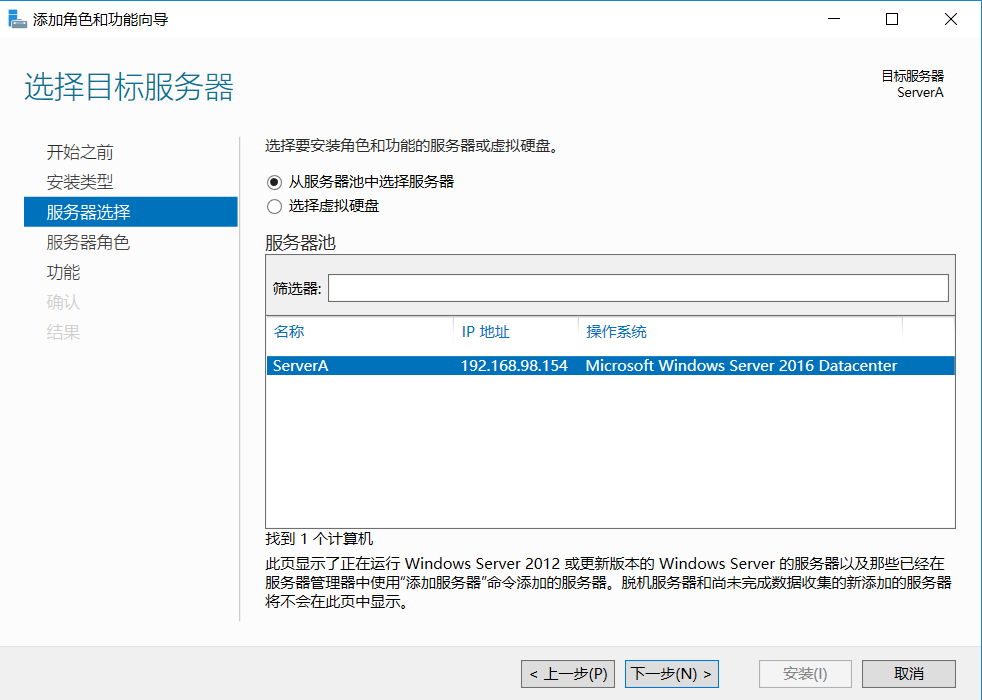 添加角色和功能向导
选择目标服务器
目标服务器
ServerA
开始之前
安装类型
服务器选择
服务器角色
功能
确认
结果
选择要安装角色和功能的服务器或虚拟硬盘。
从服务器池中选择服务器
选择虚拟硬盘
服务器池
筛选器:
名称 IP 地址 操作系统
ServerA 192.168.98.154 Microsoft Windows Server 2016 Datacenter
找到 1 个计算机
此页显示了正在运行 Windows Server 2012 或更新版本的 Windows Server 的服务器以及那些已经在
服务器管理器中使用"添加服务器"命令添加的服务器。脱机服务器和尚未完成数据收集的新添加的服务器
将不会在此页中显示。
< 上一步(P) 下一步(N) > 安装(I) 取消